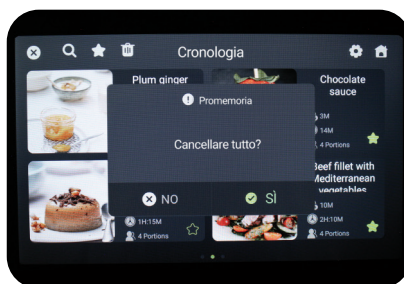 Cronologia
Plum ginger
Chocolate
sauce
3M
14M
4 Portions
Promemoria
Cancellare tutto?
NO
SÌ
Beef fillet with
Mediterranean
vegetables
10M
2H:10M
4 Portions
1H:15M
4 Portions